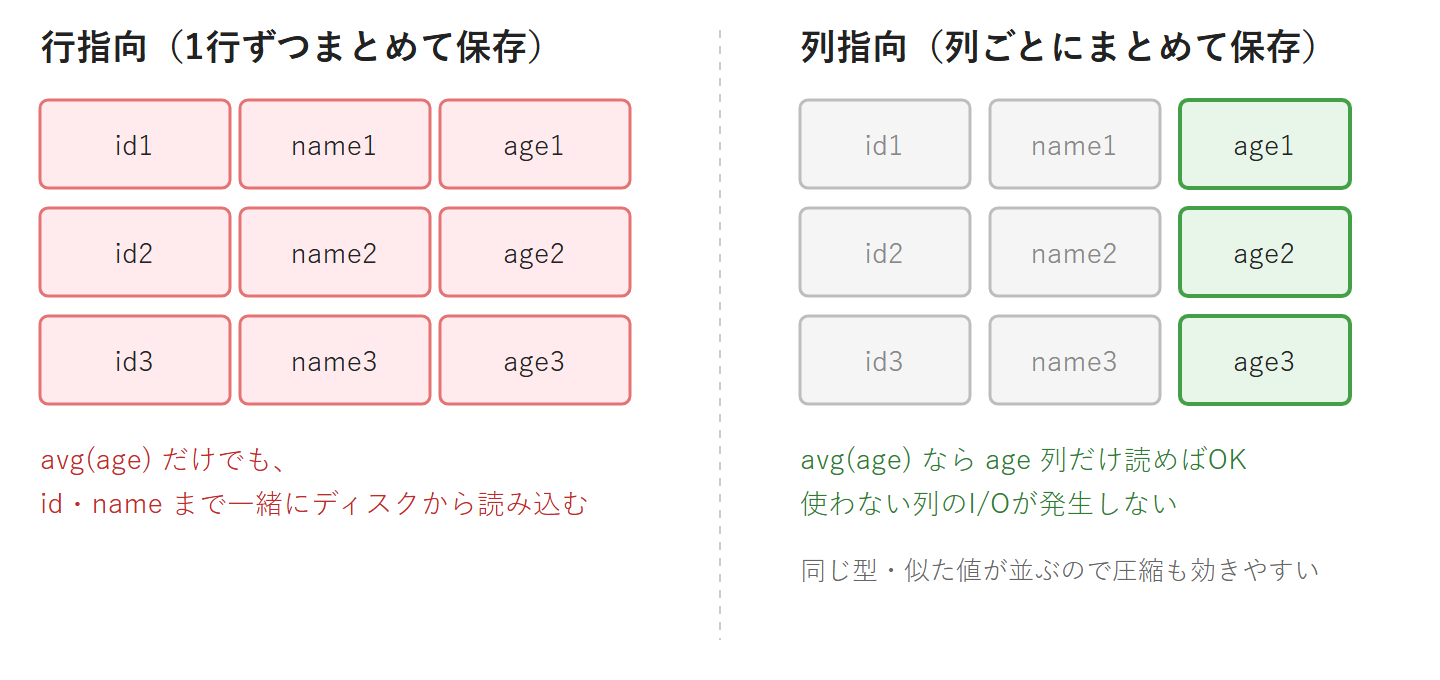 行指向（1行ずつまとめて保存）
id1 name1 age1
id2 name2 age2
id3 name3 age3
avg(age) だけでも、
id・name まで一緒にディスクから読み込む
列指向（列ごとにまとめて保存）
id1 name1 age1
id2 name2 age2
id3 name3 age3
avg(age) なら age 列だけ読めばOK
使わない列のI/Oが発生しない
同じ型・似た値が並ぶので圧縮も効きやすい